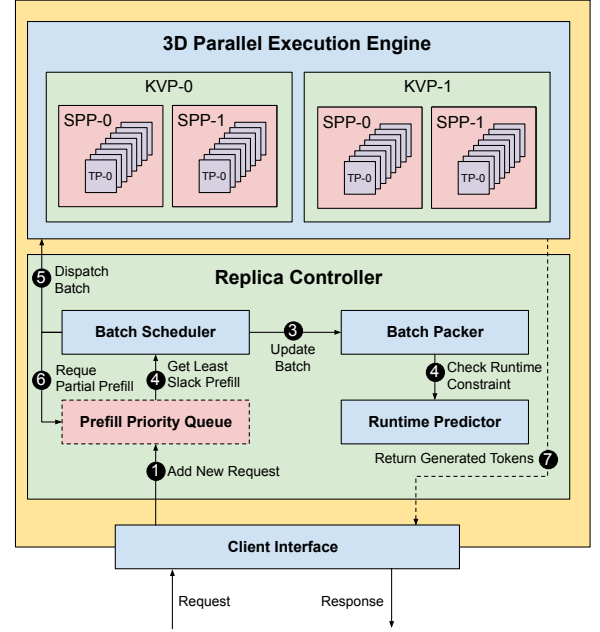 3D Parallel Execution Engine
KVP-0
KVP-1
SPP-0
SPP-1
SPP-0
SPP-1
TP-0
TP-0
TP-0
TP-0
5 Dispatch
Batch
Replica Controller
Batch Scheduler
3
Update
Batch
Batch Packer
6 Reque
Partial Prefill
4 Get Least
Slack Prefill
4 Check Runtime
Constraint
Prefill Priority Queue
Runtime Predictor
1 Add New Request
Return Generated Tokens 7
Client Interface
Request
Response